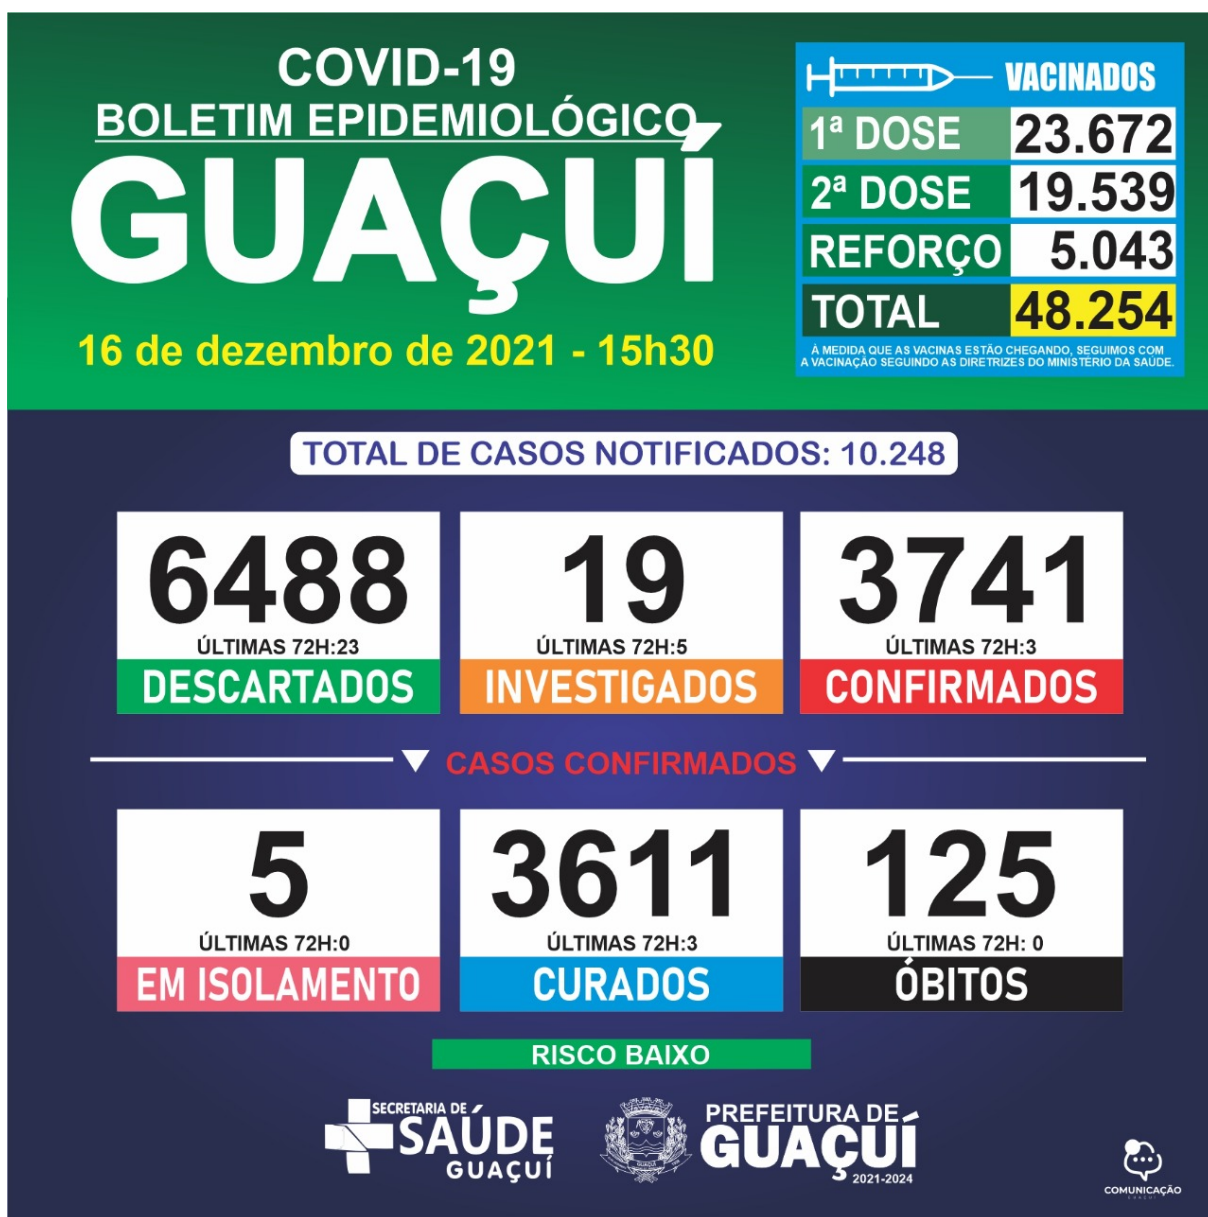 COVID-19
BOLETIM EPIDEMIOLÓGICO
GUAÇUÍ
16 de dezembro de 2021 - 15h30
VACINADOS
1ª DOSE 23.672
2ª DOSE 19.539
REFORÇO 5.043
TOTAL 48.254
À MEDIDA QUE AS VACINAS ESTÃO CHEGANDO, SEGUIMOS COM
A VACINAÇÃO SEGUINDO AS DIRETRIZES DO MINISTÉRIO DA SAÚDE.
TOTAL DE CASOS NOTIFICADOS: 10.248
6488
ÚLTIMAS 72H:23
DESCARTADOS
19
ÚLTIMAS 72H:5
INVESTIGADOS
3741
ÚLTIMAS 72H:3
CONFIRMADOS
CASOS CONFIRMADOS
5
ÚLTIMAS 72H:0
EM ISOLAMENTO
3611
ÚLTIMAS 72H:3
CURADOS
125
ÚLTIMAS 72H: 0
ÓBITOS
RISCO BAIXO
SECRETARIA DE
SAÚDE
GUAÇUÍ
PREFEITURA DE
GUAÇUÍ
2021-2024
COMUNICAÇÃO